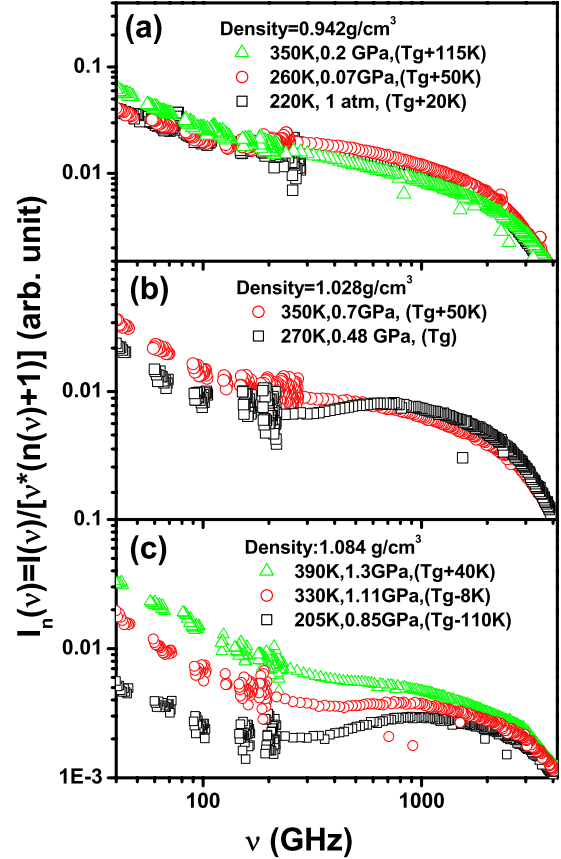 (a)
Density=0.942g/cm3
350K,0.2 GPa,(Tg+115K)
260K,0.07GPa,(Tg+50K)
220K, 1 atm, (Tg+20K)
0.1
0.01
(b)
Density=1.028g/cm3
350K,0.7GPa, (Tg+50K)
270K,0.48 GPa, (Tg)
0.01
0.1
(c)
Density:1.084 g/cm3
390K,1.3GPa,(Tg+40K)
330K,1.11GPa,(Tg-8K)
205K,0.85GPa,(Tg-110K)
0.01
1E-3
100 1000
ν (GHz)
In(ν)=I(ν)/[ν*(n(ν)+1)] (arb. unit)